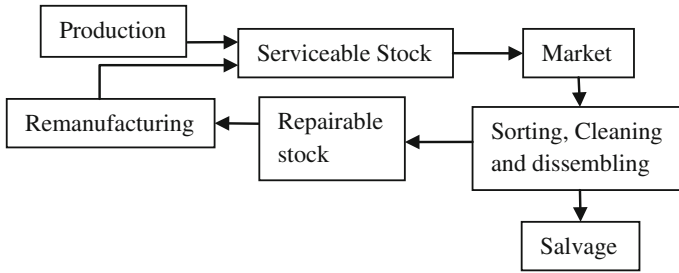 Production
Serviceable Stock
Market
Remanufacturing
Repairable
stock
Sorting, Cleaning
and dissembling
Salvage